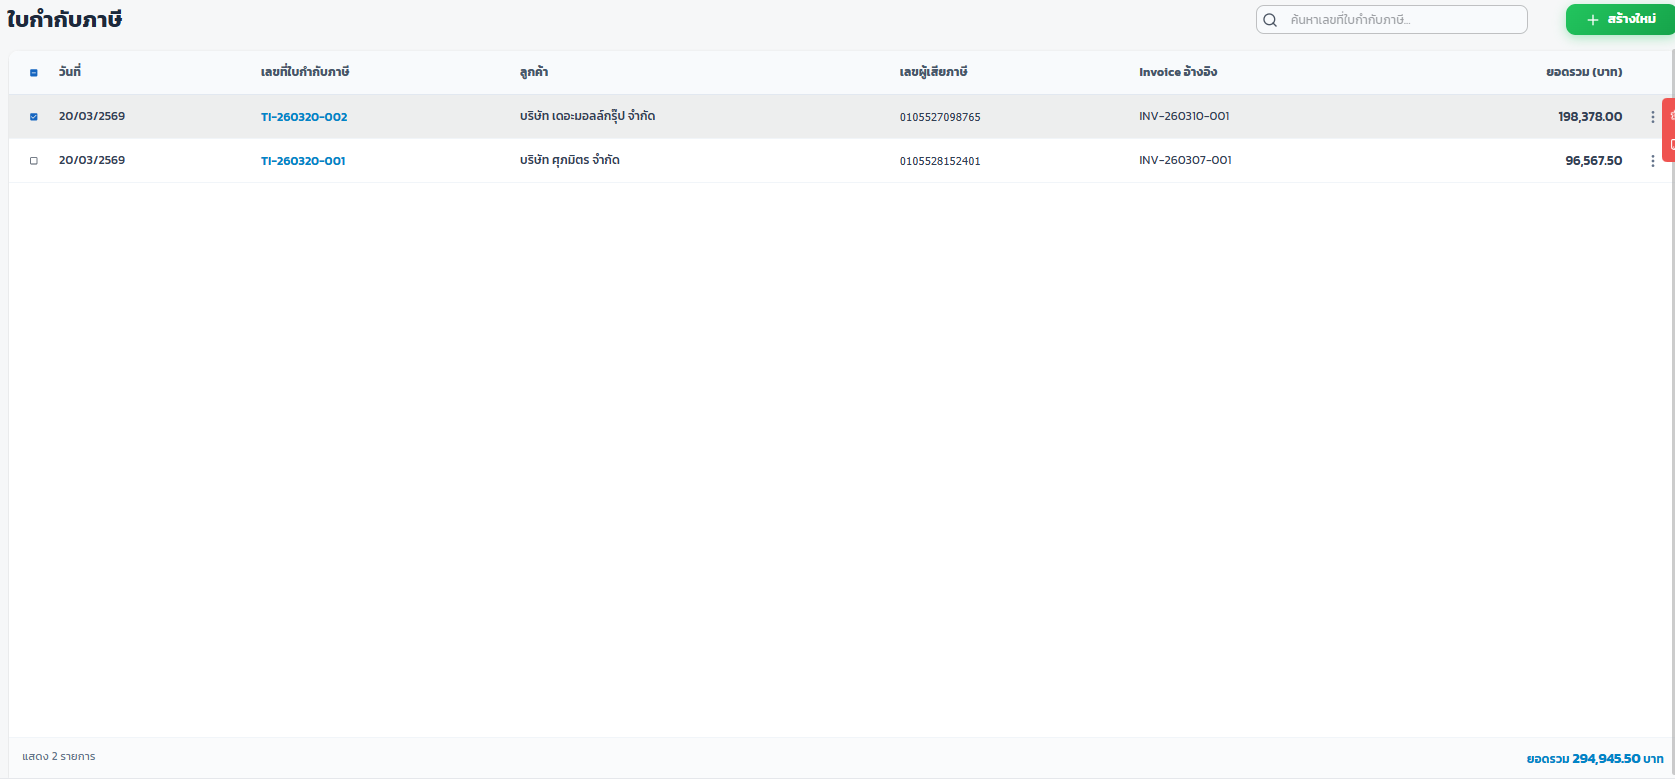 ใบกำกับภาษี
ค้นหาเลขที่ใบกำกับภาษี...
สร้างใหม่
วันที่ เลขที่ใบกำกับภาษี ลูกค้า เลขผู้เสียภาษี Invoice อ้างอิง ยอดรวม (บาท)
20/03/2569 TI-260320-002 บริษัท เดอะมอลล์กรุ๊ป จำกัด 0105527098765 INV-260310-001 198,378.00
20/03/2569 TI-260320-001 บริษัท ศุภมิตร จำกัด 0105528152401 INV-260307-001 96,567.50
แสดง 2 รายการ
ยอดรวม 294,945.50 บาท